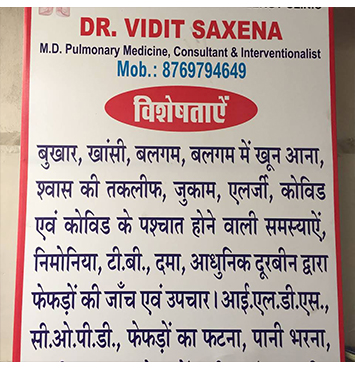 DR. VIDIT SAXENA
M.D. Pulmonary Medicine, Consultant & Interventionalist
Mob.: 8769794649
विशेषताऐं
बुखार, खांसी, बलगम, बलगम में खून आना,
श्वास की तकलीफ, जुकाम, एलर्जी, कोविड
एवं कोविड के पश्चात होने वाली समस्याऐं,
निमोनिया, टी.बी., दमा, आधुनिक दूरबीन द्वारा
फेफड़ों की जाँच एवं उपचार। आई.एल.डी.एस.,
सी.ओ.पी.डी., फेफड़ों का फटना, पानी भरना,